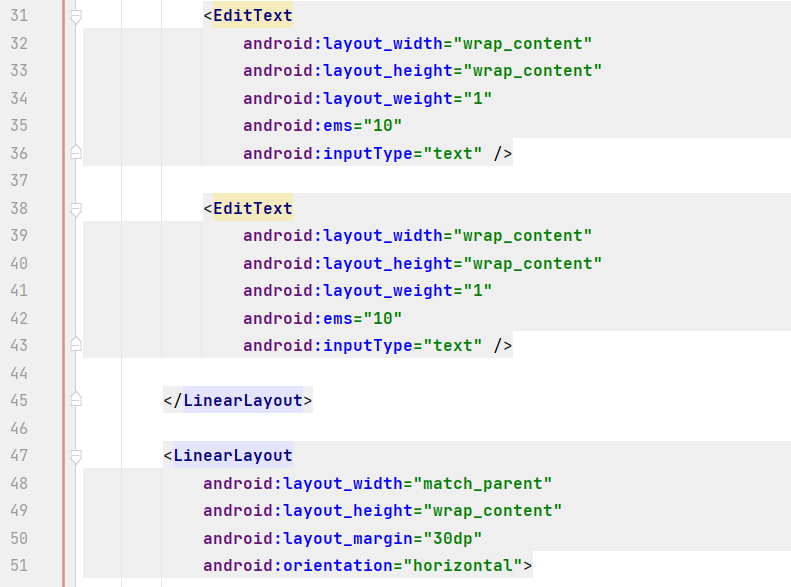 31 <EditText
32 android:layout_width="wrap_content"
33 android:layout_height="wrap_content"
34 android:layout_weight="1"
35 android:ems="10"
36 android:inputType="text" />
37
38 <EditText
39 android:layout_width="wrap_content"
40 android:layout_height="wrap_content"
41 android:layout_weight="1"
42 android:ems="10"
43 android:inputType="text" />
44
45 </LinearLayout>
46
47 <LinearLayout
48 android:layout_width="match_parent"
49 android:layout_height="wrap_content"
50 android:layout_margin="30dp"
51 android:orientation="horizontal">